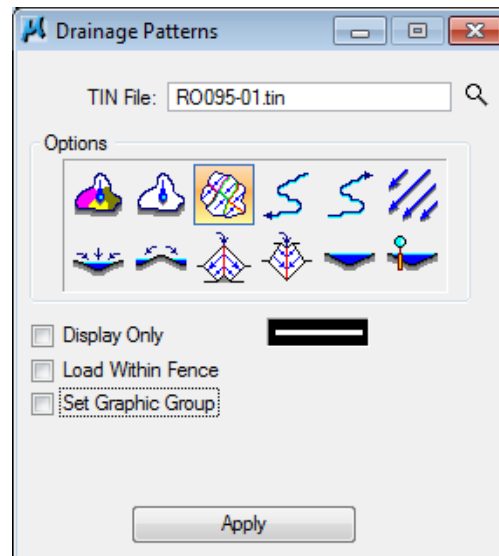 Drainage Patterns
TIN File: RO095-01.tin
Options
Display Only
Load Within Fence
Set Graphic Group
Apply